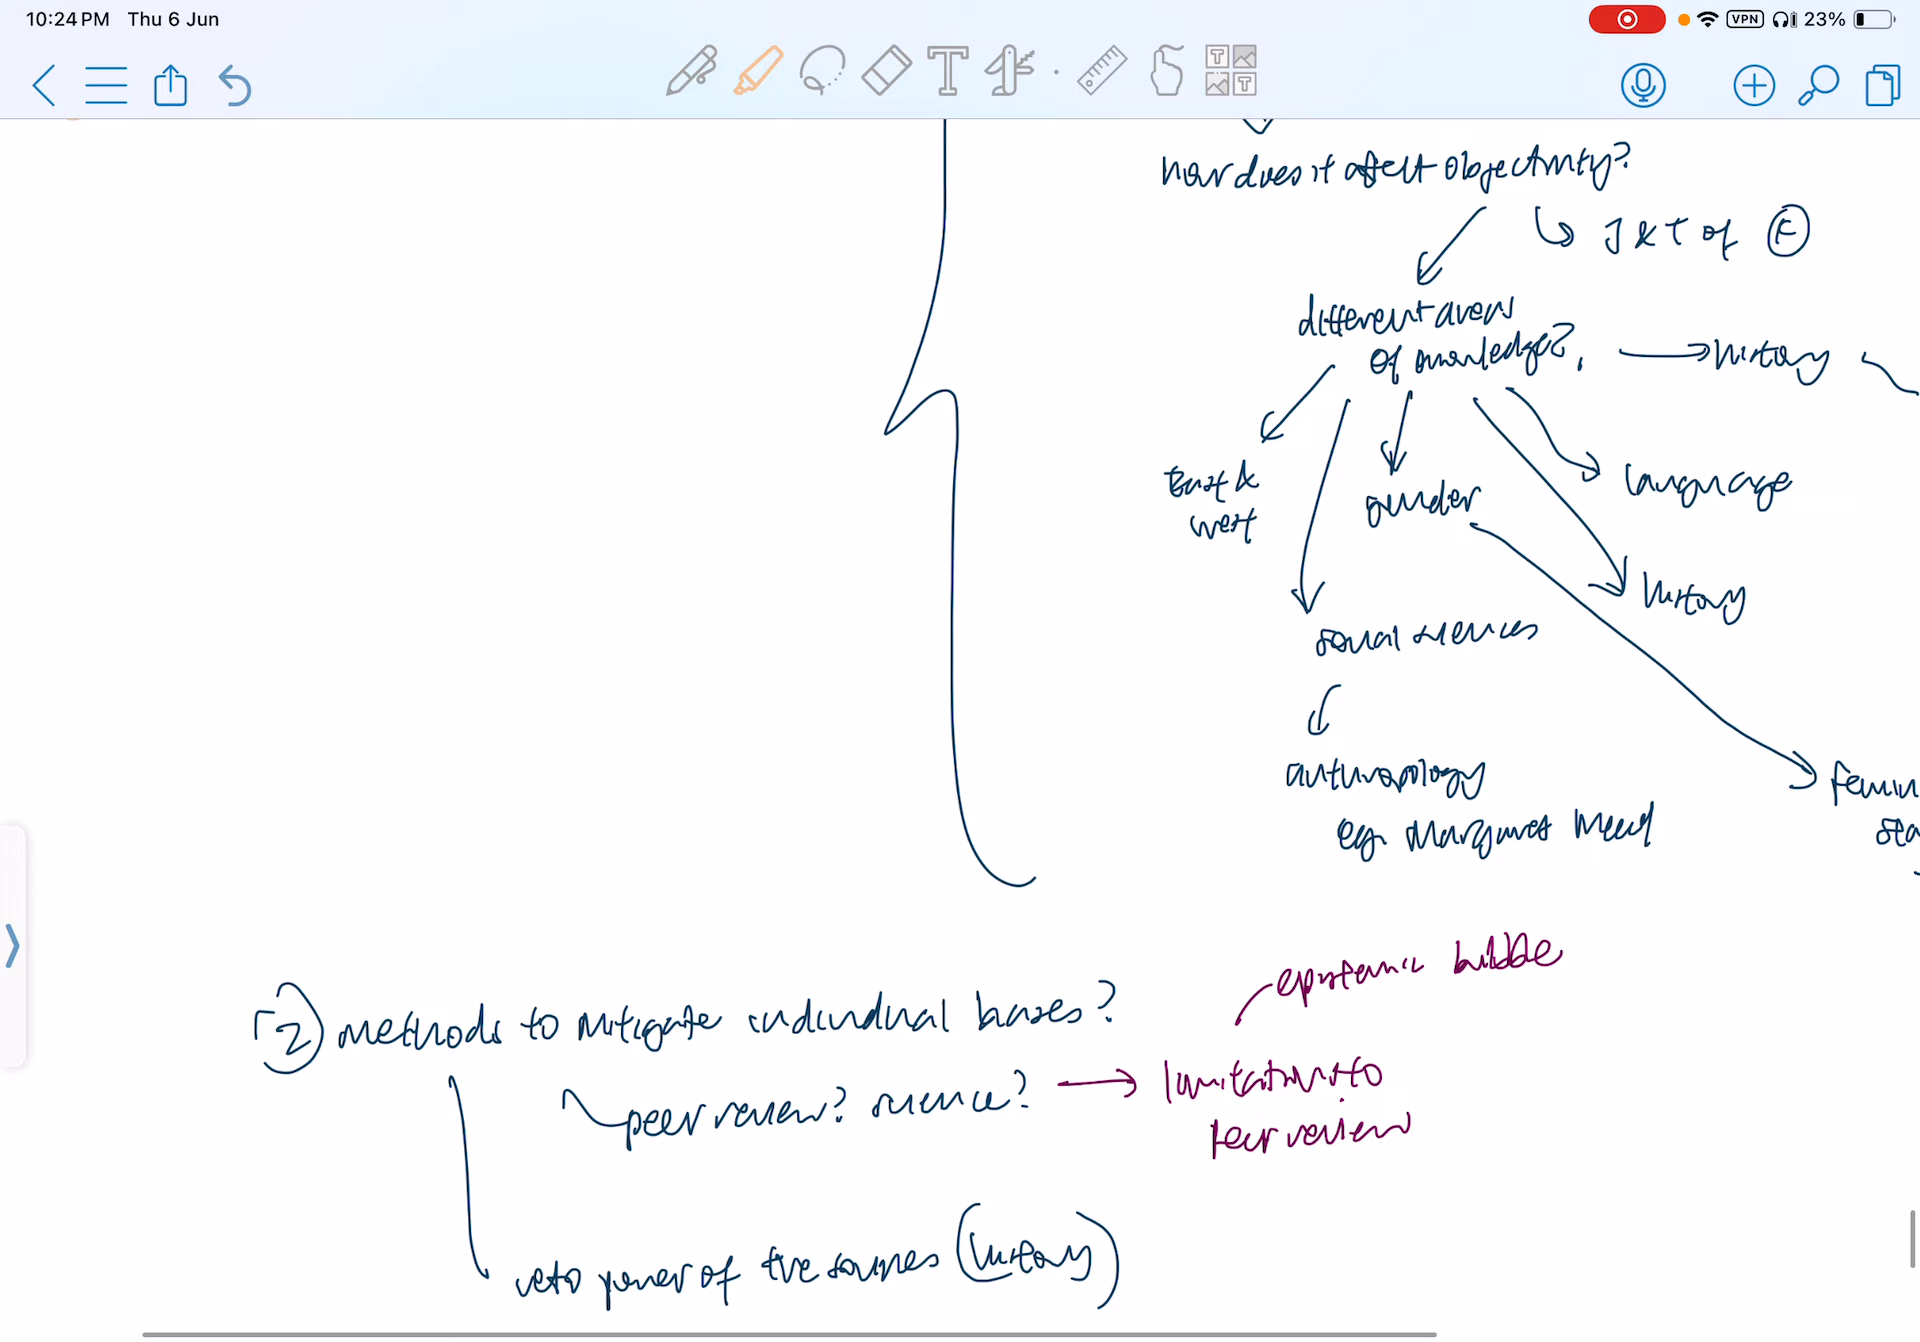 10:24 PM Thu 6 Jun
VPN
23%
how does it affect objectivity?
J & T of (F)
different areas
of knowledge?
history
East &
west
gender
language
history
social sciences
anthropology
eg. Margaret Mead
femin
sta
epistemic bubble
(2) methods to mitigate individual biases?
peer review? science?
limitations to
peer review
veto power of the sources (history)